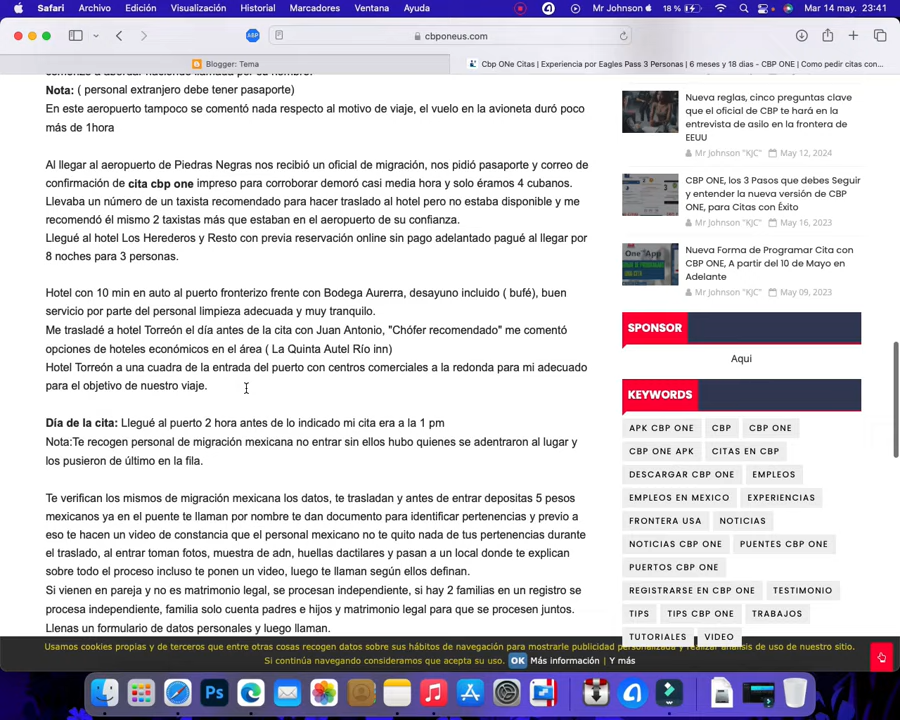 Safari Archivo Edición Visualización Historial Marcadores Ventana Ayuda Mr Johnson 18 % Mar 14 may. 23:41
ABP cbponeus.com
Blogger: Tema
Cbp ONe Citas | Experiencia por Eagles Pass 3 Personas | 6 meses y 18 dias - CBP ONE | Como pedir citas con...
Nota: ( personal extranjero debe tener pasaporte)
En este aeropuerto tampoco se comentó nada respecto al motivo de viaje, el vuelo en la avioneta duró poco
más de 1hora
Al llegar al aeropuerto de Piedras Negras nos recibió un oficial de migración, nos pidió pasaporte y correo de
confirmación de cita cbp one impreso para corroborar demoró casi media hora y solo éramos 4 cubanos.
Llevaba un número de un taxista recomendado para hacer traslado al hotel pero no estaba disponible y me
recomendó él mismo 2 taxistas más que estaban en el aeropuerto de su confianza.
Llegué al hotel Los Herederos y Resto con previa reservación online sin pago adelantado pagué al llegar por
8 noches para 3 personas.
Hotel con 10 min en auto al puerto fronterizo frente con Bodega Aurerra, desayuno incluido ( bufé), buen
servicio por parte del personal limpieza adecuada y muy tranquilo.
Me trasladé a hotel Torreón el día antes de la cita con Juan Antonio, "Chófer recomendado" me comentó
opciones de hoteles económicos en el área ( La Quinta Autel Río inn)
Hotel Torreón a una cuadra de la entrada del puerto con centros comerciales a la redonda para mi adecuado
para el objetivo de nuestro viaje.
Día de la cita: Llegué al puerto 2 hora antes de lo indicado mi cita era a la 1 pm
Nota:Te recogen personal de migración mexicana no entrar sin ellos hubo quienes se adentraron al lugar y
los pusieron de último en la fila.
Te verifican los mismos de migración mexicana los datos, te trasladan y antes de entrar depositas 5 pesos
mexicanos ya en el puente te llaman por nombre te dan documento para identificar pertenencias y previo a
eso te hacen un video de constancia que el personal mexicano no te quito nada de tus pertenencias durante
el traslado, al entrar toman fotos, muestra de adn, huellas dactilares y pasan a un local donde te explican
sobre todo el proceso incluso te ponen un video, luego te llaman según ellos definan.
Si vienen en pareja y no es matrimonio legal, se procesan independiente, si hay 2 familias en un registro se
procesa independiente, familia solo cuenta padres e hijos y matrimonio legal para que se procesen juntos.
Llenas un formulario de datos personales y luego llaman.
Nueva reglas, cinco preguntas clave
que el oficial de CBP te hará en la
entrevista de asilo en la frontera de
EEUU
Mr Johnson "KJC" May 12, 2024
CBP ONE, los 3 Pasos que debes Seguir
y entender la nueva versión de CBP
ONE, para Citas con Éxito
Mr Johnson "KJC" May 16, 2023
Nueva Forma de Programar Cita con
CBP ONE, A partir del 10 de Mayo en
Adelante
Mr Johnson "KJC" May 09, 2023
SPONSOR
Aqui
KEYWORDS
APK CBP ONE CBP CBP ONE
CBP ONE APK CITAS EN CBP
DESCARGAR CBP ONE EMPLEOS
EMPLEOS EN MEXICO EXPERIENCIAS
FRONTERA USA NOTICIAS
NOTICIAS CBP ONE PUENTES CBP ONE
PUERTOS CBP ONE
REGISTRARSE EN CBP ONE TESTIMONIO
TIPS TIPS CBP ONE TRABAJOS
TUTORIALES VIDEO
Usamos cookies propias y de terceros que entre otras cosas recogen datos sobre sus hábitos de navegación para mostrarle publicidad personalizada y realizar análisis de uso de nuestro sitio.
Si continúa navegando consideramos que acepta su uso. OK Más información | Y más
Ps